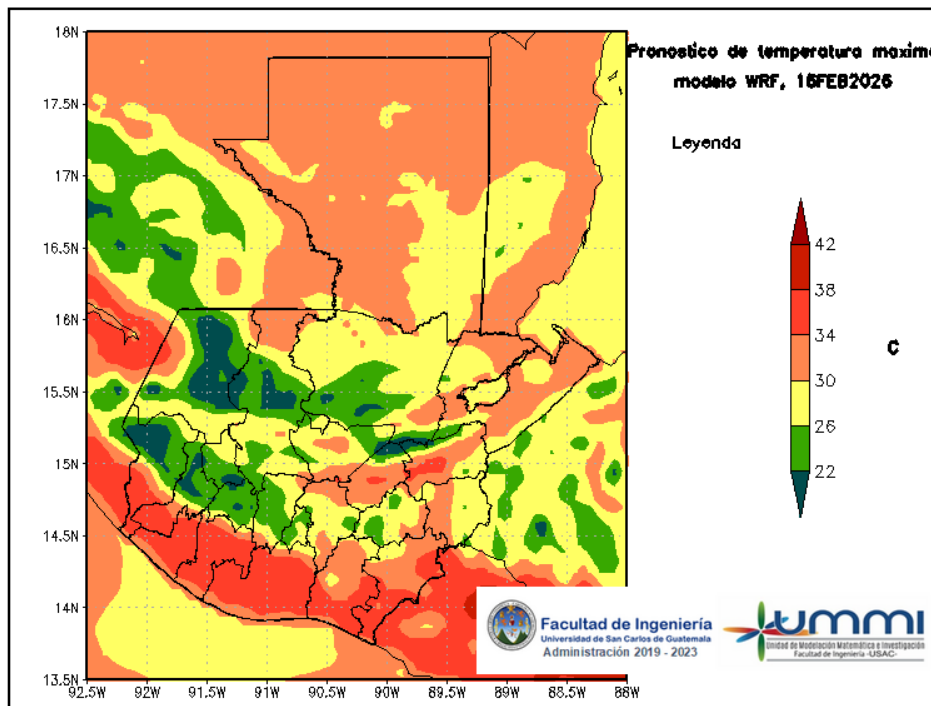 Pronostico de temperatura maxima
modelo WRF, 16FEB2026
Leyenda
18N
17.5N
17N
16.5N
16N
15.5N
15N
14.5N
14N
13.5N
92.5W
92W
91.5W
91W
90.5W
90W
89.5W
89W
88.5W
88W
42
38
34
30
26
22
C
Facultad de Ingeniería
Universidad de San Carlos de Guatemala
Administración 2019 - 2023
UMMI
Unidad de Modelación Matemática e Investigación
Facultad de Ingeniería -USAC-